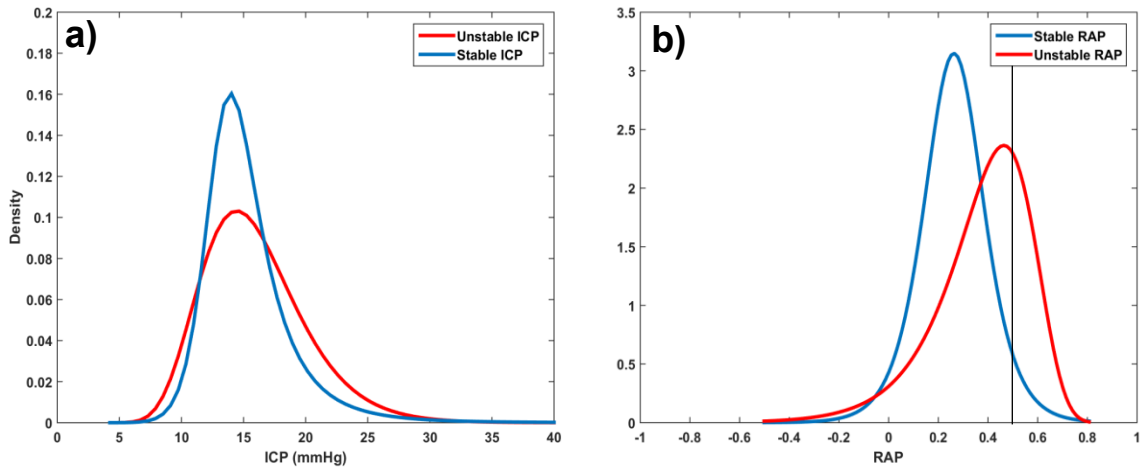 a)
Unstable ICP
Stable ICP
0.2
0.18
0.16
0.14
0.12
0.1
0.08
0.06
0.04
0.02
0
Density
0 5 10 15 20 25 30 35 40
ICP (mmHg)
b)
Stable RAP
Unstable RAP
3.5
3
2.5
2
1.5
1
0.5
0
-1 -0.8 -0.6 -0.4 -0.2 0 0.2 0.4 0.6 0.8 1
RAP